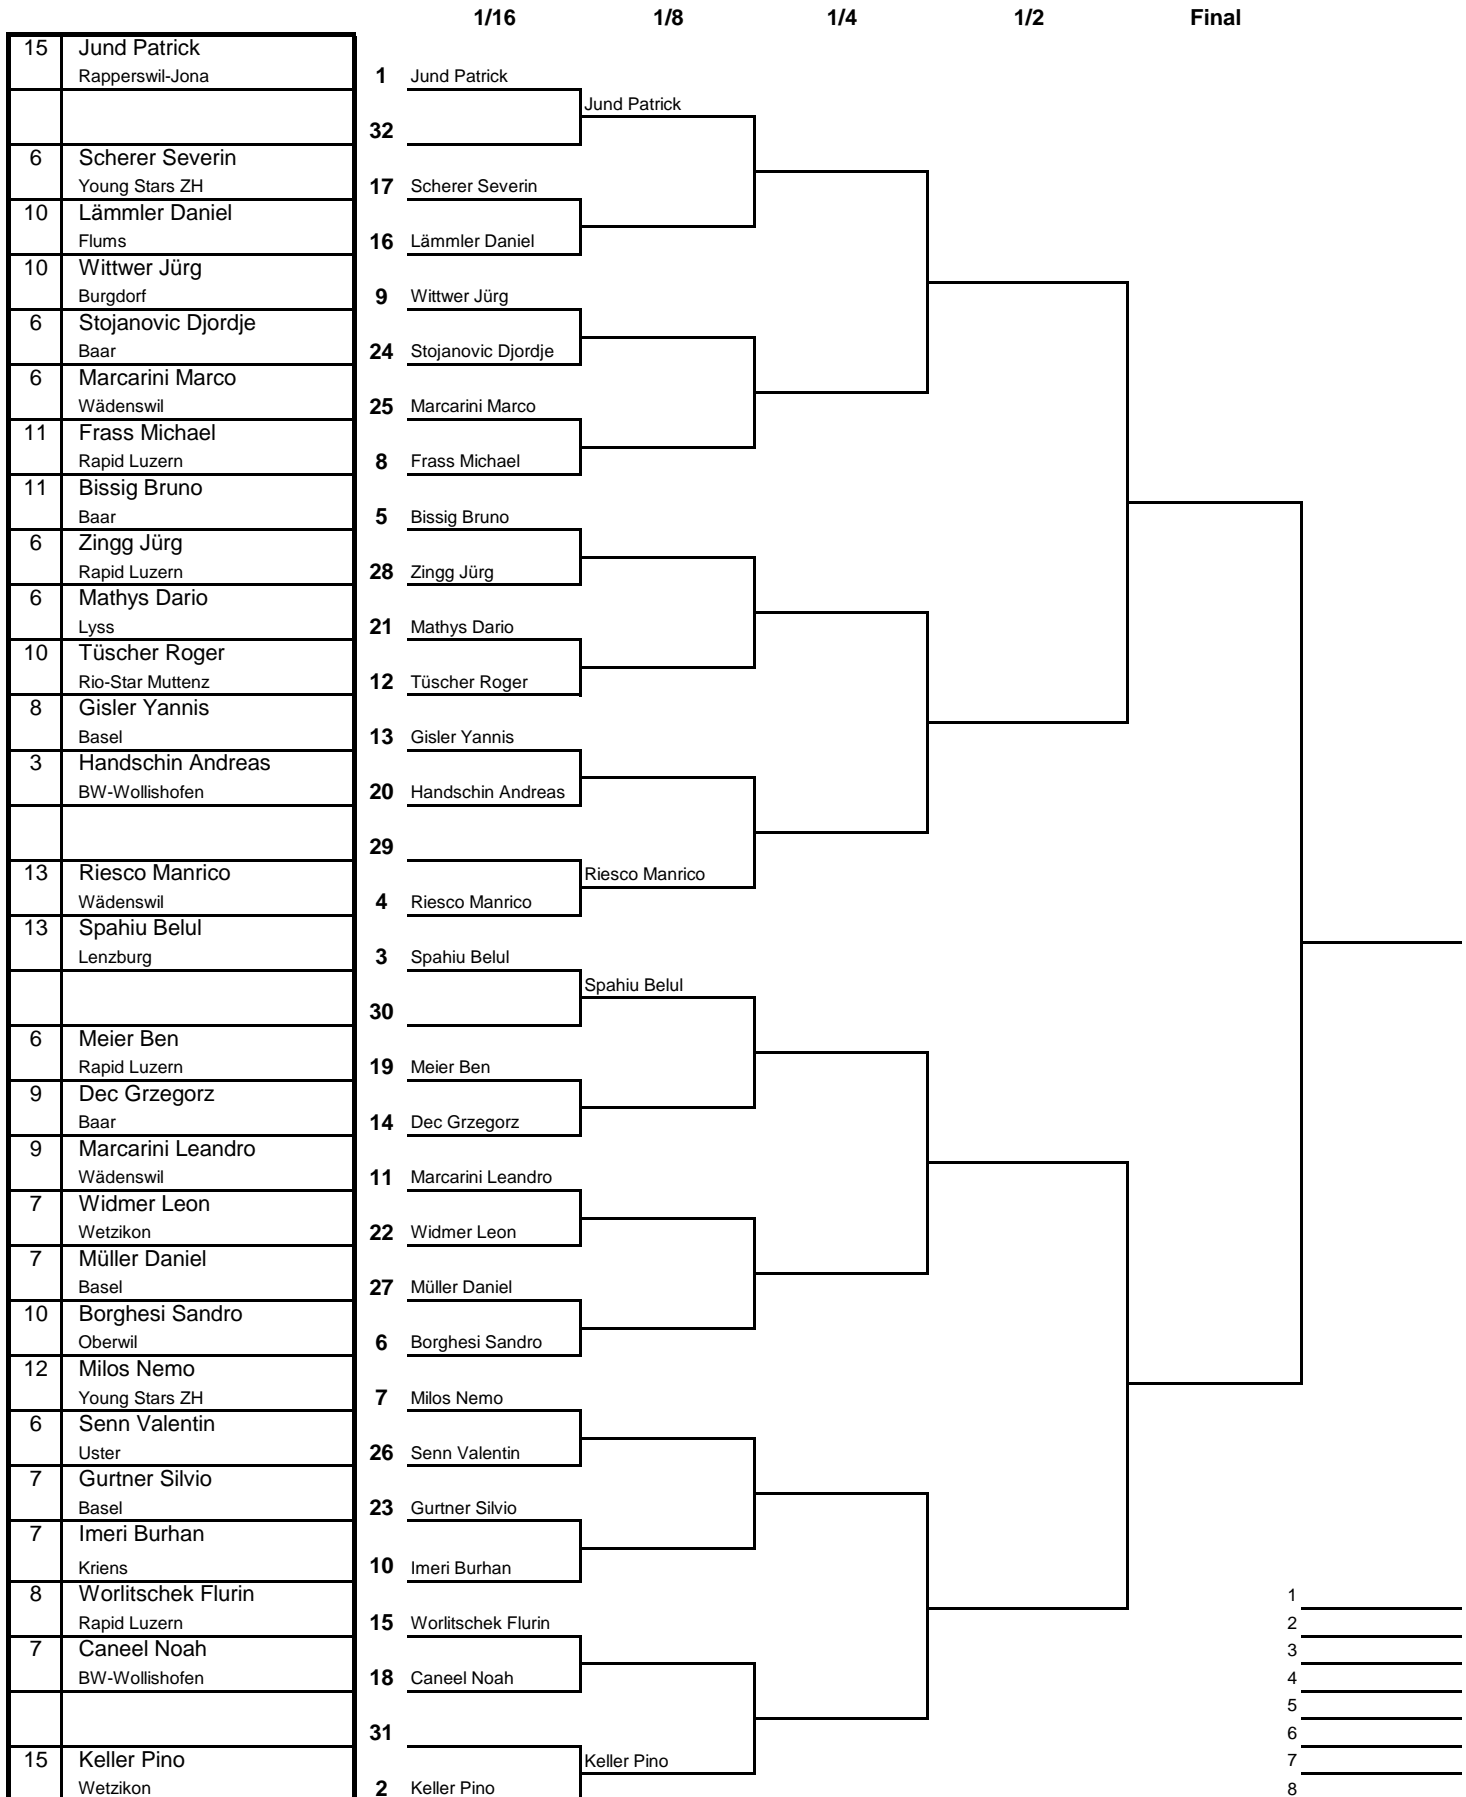 1/16 1/8 1/4 1/2 Final
15 Jund Patrick
Rapperswil-Jona 1 Jund Patrick
Jund Patrick
32
6 Scherer Severin
Young Stars ZH 17 Scherer Severin
10 Lämmler Daniel
Flums 16 Lämmler Daniel
10 Wittwer Jürg
Burgdorf 9 Wittwer Jürg
6 Stojanovic Djordje
Baar 24 Stojanovic Djordje
6 Marcarini Marco
Wädenswil 25 Marcarini Marco
11 Frass Michael
Rapid Luzern 8 Frass Michael
11 Bissig Bruno
Baar 5 Bissig Bruno
6 Zingg Jürg
Rapid Luzern 28 Zingg Jürg
6 Mathys Dario
Lyss 21 Mathys Dario
10 Tüscher Roger
Rio-Star Muttenz 12 Tüscher Roger
8 Gisler Yannis
Basel 13 Gisler Yannis
3 Handschin Andreas
BW-Wollishofen 20 Handschin Andreas
29
13 Riesco Manrico Riesco Manrico
Wädenswil 4 Riesco Manrico
13 Spahiu Belul
Lenzburg 3 Spahiu Belul
Spahiu Belul
30
6 Meier Ben
Rapid Luzern 19 Meier Ben
9 Dec Grzegorz
Baar 14 Dec Grzegorz
9 Marcarini Leandro
Wädenswil 11 Marcarini Leandro
7 Widmer Leon
Wetzikon 22 Widmer Leon
7 Müller Daniel
Basel 27 Müller Daniel
10 Borghesi Sandro
Oberwil 6 Borghesi Sandro
12 Milos Nemo
Young Stars ZH 7 Milos Nemo
6 Senn Valentin
Uster 26 Senn Valentin
7 Gurtner Silvio
Basel 23 Gurtner Silvio
7 Imeri Burhan
Kriens 10 Imeri Burhan
8 Worlitschek Flurin 1
Rapid Luzern 15 Worlitschek Flurin 2
7 Caneel Noah 3
BW-Wollishofen 18 Caneel Noah 4
5
31 6
15 Keller Pino Keller Pino 7
Wetzikon 2 Keller Pino 8